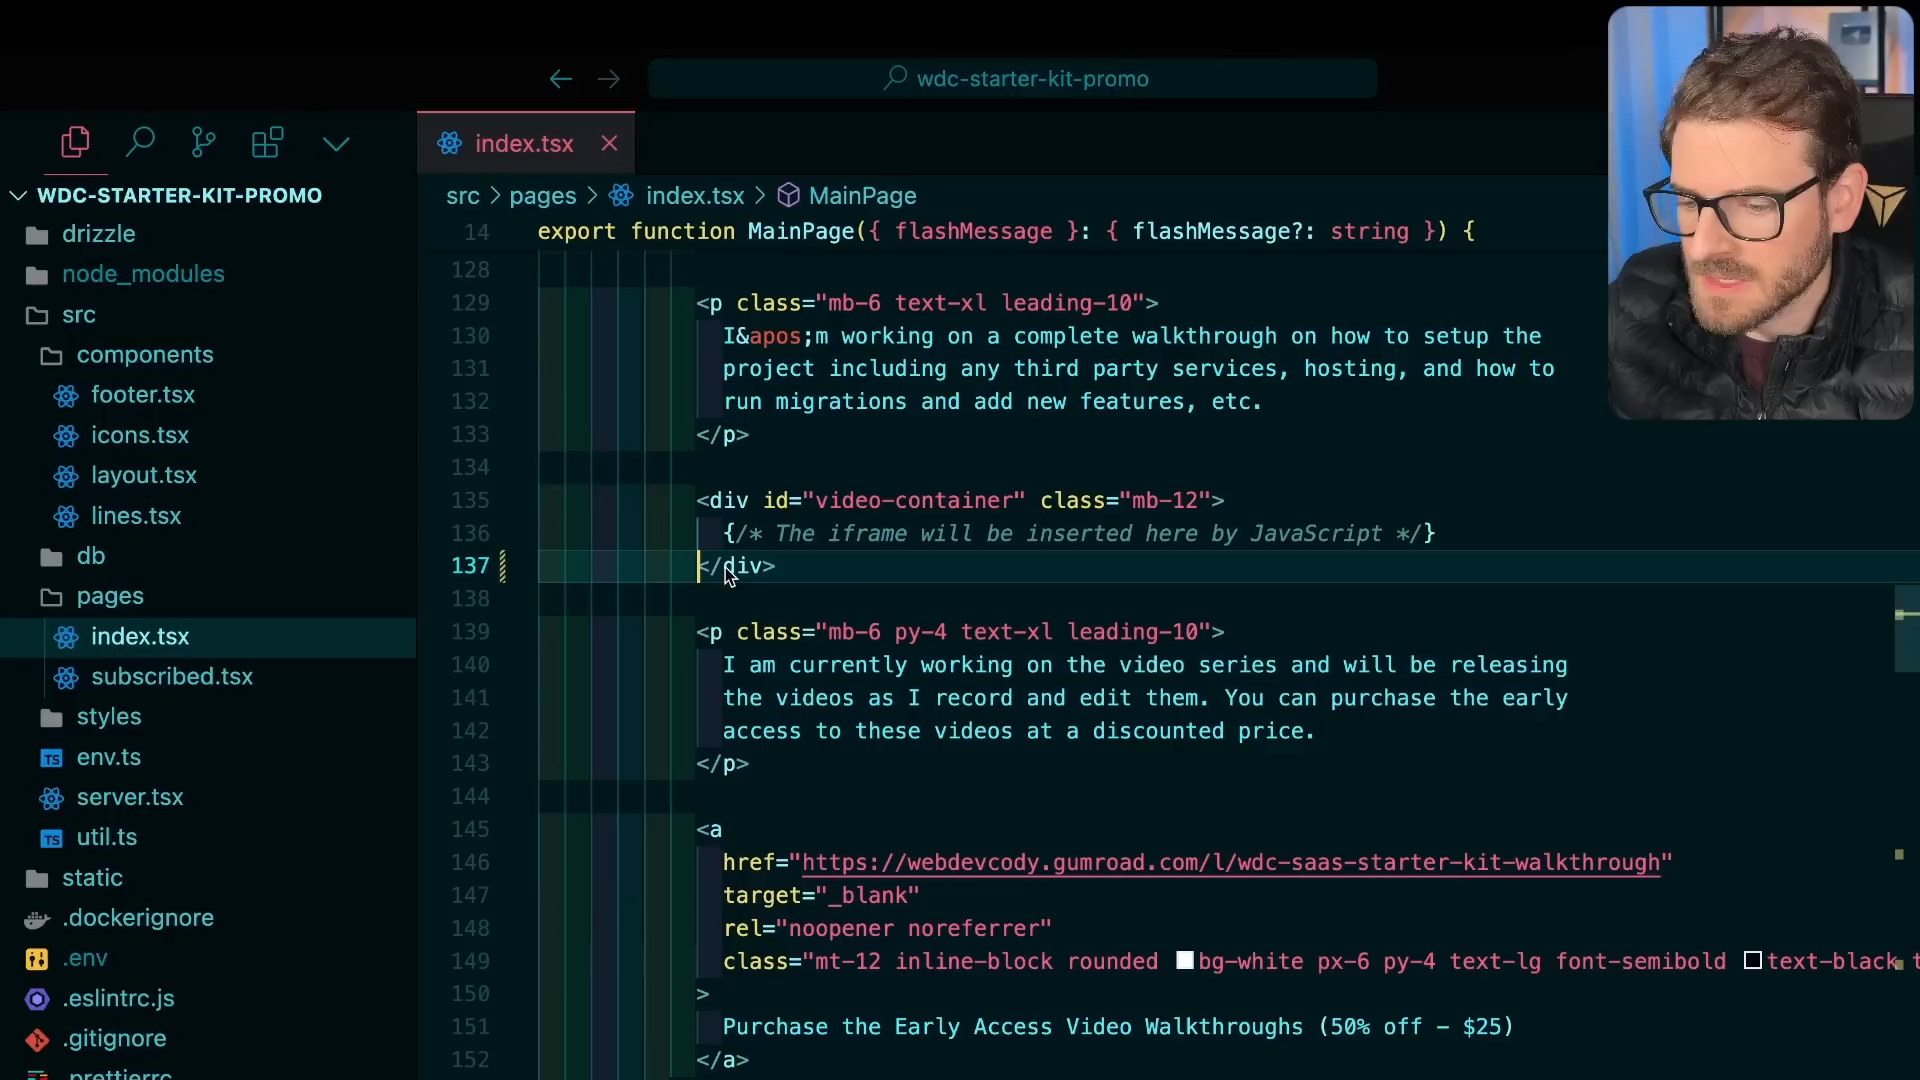 wdc-starter-kit-promo
index.tsx
WDC-STARTER-KIT-PROMO
drizzle
node_modules
src
components
footer.tsx
icons.tsx
layout.tsx
lines.tsx
db
pages
index.tsx
subscribed.tsx
styles
TS env.ts
server.tsx
TS util.ts
static
.dockerignore
.env
.eslintrc.js
.gitignore
.prettierrc
src > pages > index.tsx > MainPage
14 export function MainPage({ flashMessage }: { flashMessage?: string }) {
128
129 <p class="mb-6 text-xl leading-10">
130 I&apos;m working on a complete walkthrough on how to setup the
131 project including any third party services, hosting, and how to
132 run migrations and add new features, etc.
133 </p>
134
135 <div id="video-container" class="mb-12">
136 {/* The iframe will be inserted here by JavaScript */}
137 </div>
138
139 <p class="mb-6 py-4 text-xl leading-10">
140 I am currently working on the video series and will be releasing
141 the videos as I record and edit them. You can purchase the early
142 access to these videos at a discounted price.
143 </p>
144
145 <a
146 href="https://webdevcody.gumroad.com/l/wdc-saas-starter-kit-walkthrough"
147 target="_blank"
148 rel="noopener noreferrer"
149 class="mt-12 inline-block rounded bg-white px-6 py-4 text-lg font-semibold text-black t
150 >
151 Purchase the Early Access Video Walkthroughs (50% off - $25)
152 </a>